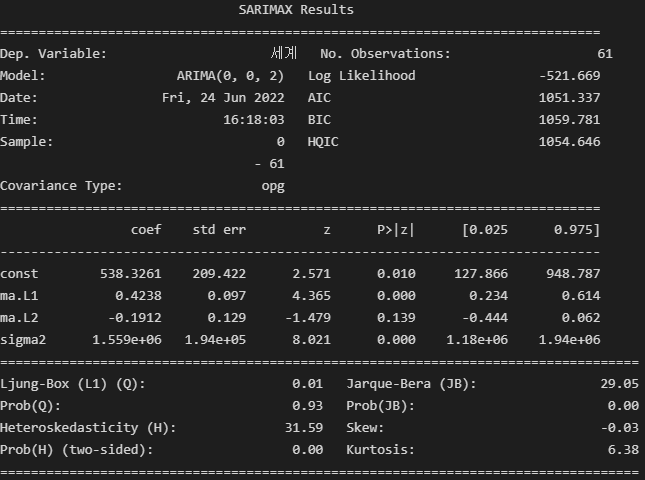 SARIMAX Results
==============================================================================
Dep. Variable: 세계 No. Observations: 61
Model: ARIMA(0, 0, 2) Log Likelihood -521.669
Date: Fri, 24 Jun 2022 AIC 1051.337
Time: 16:18:03 BIC 1059.781
Sample: 0 HQIC 1054.646
- 61
Covariance Type: opg
==============================================================================
coef std err z P>|z| [0.025 0.975]
------------------------------------------------------------------------------
const 538.3261 209.422 2.571 0.010 127.866 948.787
ma.L1 0.4238 0.097 4.365 0.000 0.234 0.614
ma.L2 -0.1912 0.129 -1.479 0.139 -0.444 0.062
sigma2 1.559e+06 1.94e+05 8.021 0.000 1.18e+06 1.94e+06
===================================================================================
Ljung-Box (L1) (Q): 0.01 Jarque-Bera (JB): 29.05
Prob(Q): 0.93 Prob(JB): 0.00
Heteroskedasticity (H): 31.59 Skew: -0.03
Prob(H) (two-sided): 0.00 Kurtosis: 6.38
===================================================================================